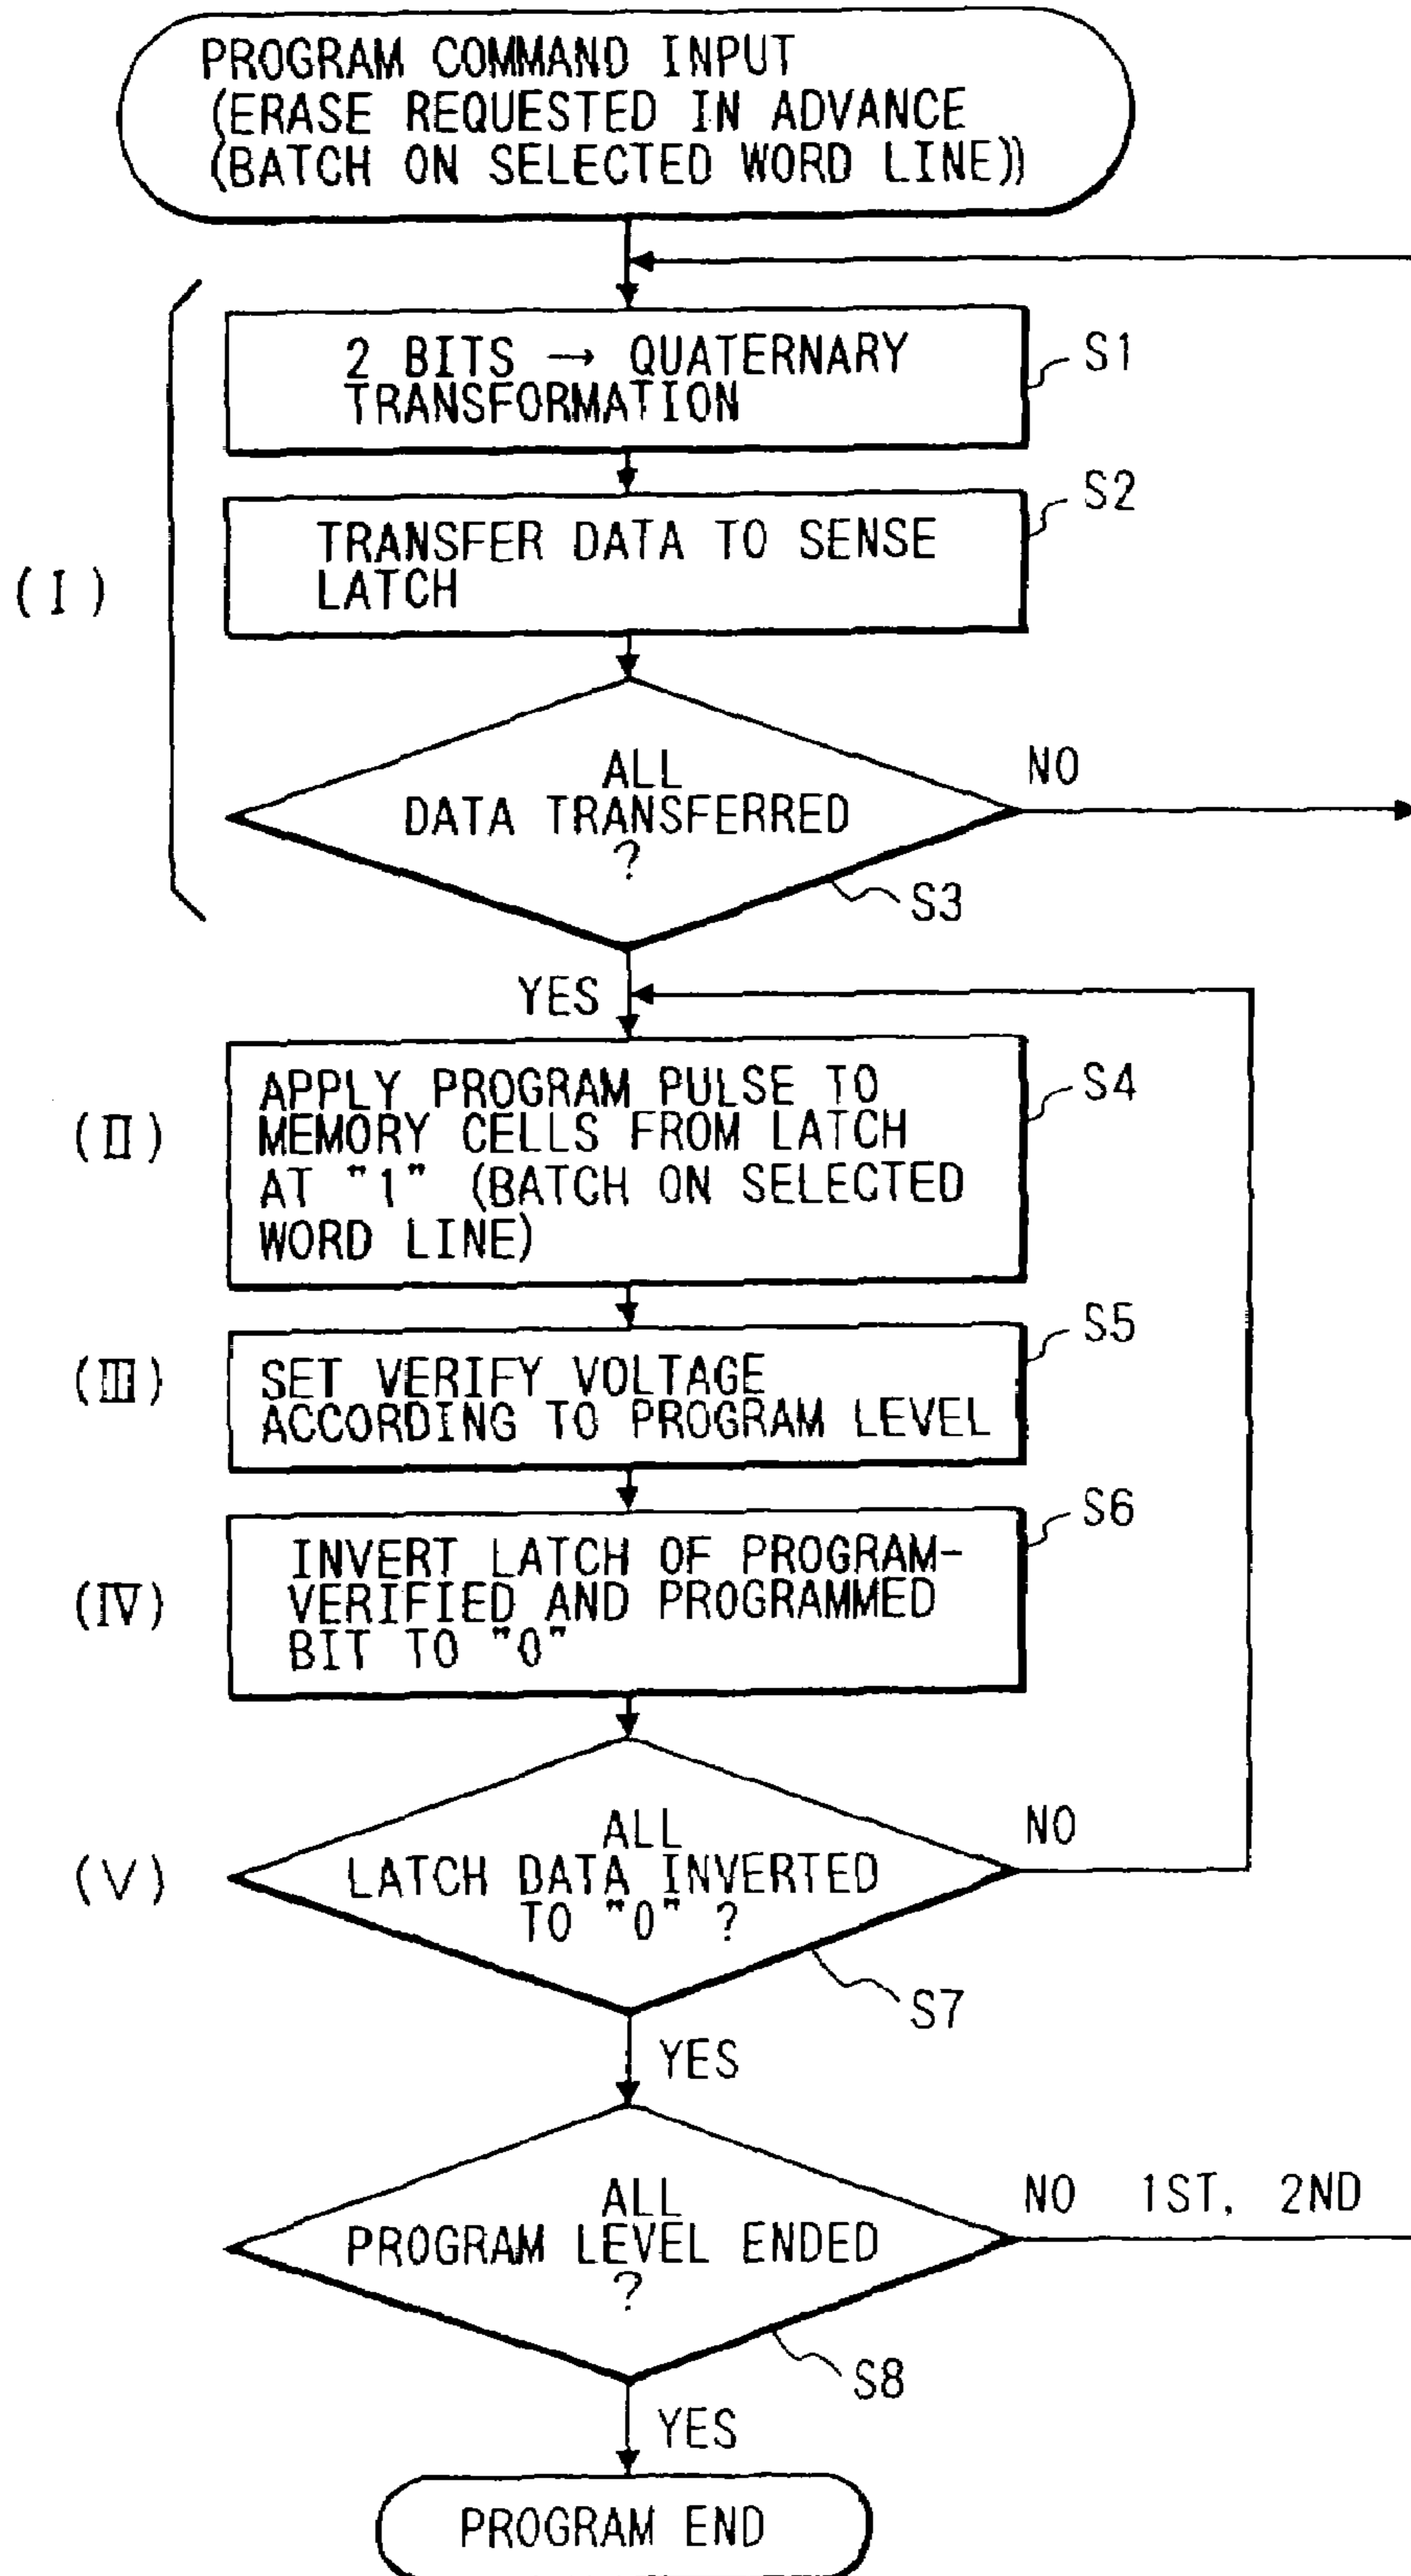 PROGRAM COMMAND INPUT
(ERASE REQUESTED IN ADVANCE
(BATCH ON SELECTED WORD LINE))
(I)
2 BITS → QUATERNARY
TRANSFORMATION
S1
TRANSFER DATA TO SENSE
LATCH
S2
ALL
DATA TRANSFERRED
?
NO
S3
YES
(II)
APPLY PROGRAM PULSE TO
MEMORY CELLS FROM LATCH
AT "1" (BATCH ON SELECTED
WORD LINE)
S4
(III)
SET VERIFY VOLTAGE
ACCORDING TO PROGRAM LEVEL
S5
(IV)
INVERT LATCH OF PROGRAM-
VERIFIED AND PROGRAMMED
BIT TO "0"
S6
(V)
ALL
LATCH DATA INVERTED
TO "0" ?
NO
S7
YES
ALL
PROGRAM LEVEL ENDED
?
NO 1ST, 2ND
S8
YES
PROGRAM END